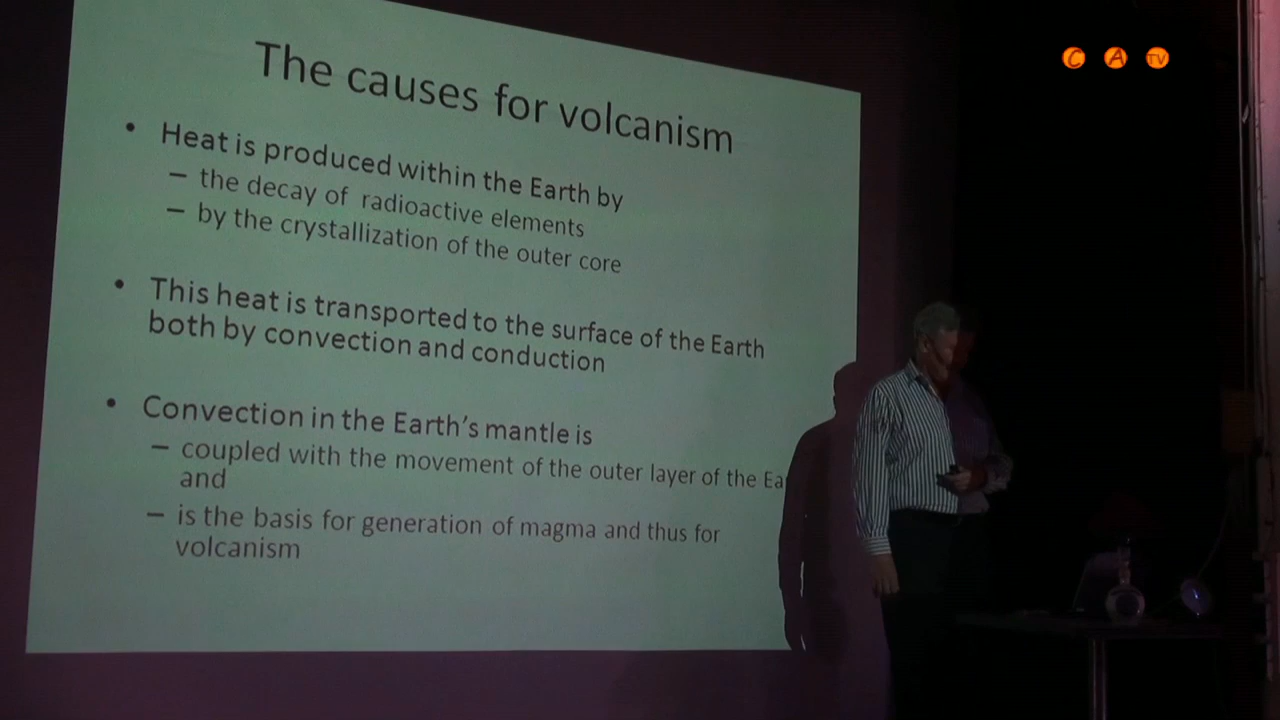 The causes for volcanism
• Heat is produced within the Earth by
– the decay of radioactive elements
– by the crystallization of the outer core
• This heat is transported to the surface of the Earth
both by convection and conduction
• Convection in the Earth's mantle is
– coupled with the movement of the outer layer of the Ea
and
– is the basis for generation of magma and thus for
volcanism
C A TV